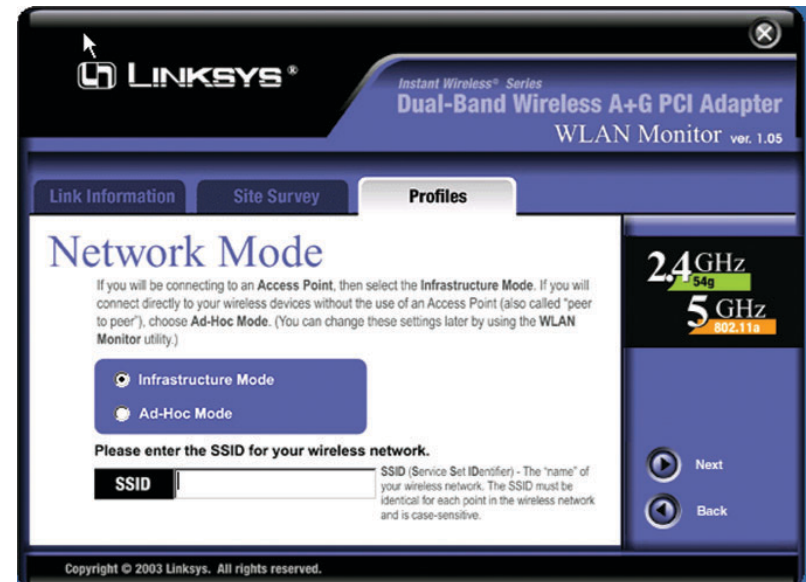 LINKSYS®
Instant Wireless® Series
Dual-Band Wireless A+G PCI Adapter
WLAN Monitor ver. 1.05
Link Information
Site Survey
Profiles
Network Mode
If you will be connecting to an Access Point, then select the Infrastructure Mode. If you will
connect directly to your wireless devices without the use of an Access Point (also called "peer
to peer"), choose Ad-Hoc Mode. (You can change these settings later by using the WLAN
Monitor utility.)
Infrastructure Mode
Ad-Hoc Mode
Please enter the SSID for your wireless network.
SSID
SSID (Service Set IDentifier) - The "name" of
your wireless network. The SSID must be
identical for each point in the wireless network
and is case-sensitive.
2.4 GHz
54g
5 GHz
802.11a
Next
Back
Copyright © 2003 Linksys. All rights reserved.